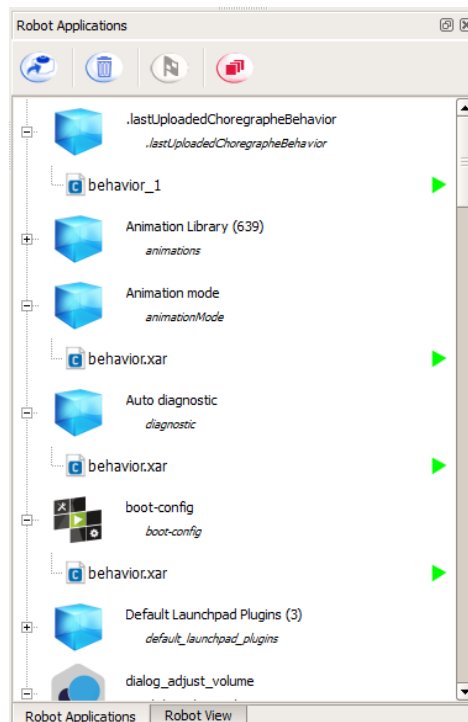 Robot Applications
.lastUploadedChoregrapheBehavior
.lastUploadedChoregrapheBehavior
behavior_1
Animation Library (639)
animations
Animation mode
animationMode
behavior.xar
Auto diagnostic
diagnostic
behavior.xar
boot-config
boot-config
behavior.xar
Default Launchpad Plugins (3)
default_launchpad_plugins
dialog_adjust_volume
Robot Applications
Robot View